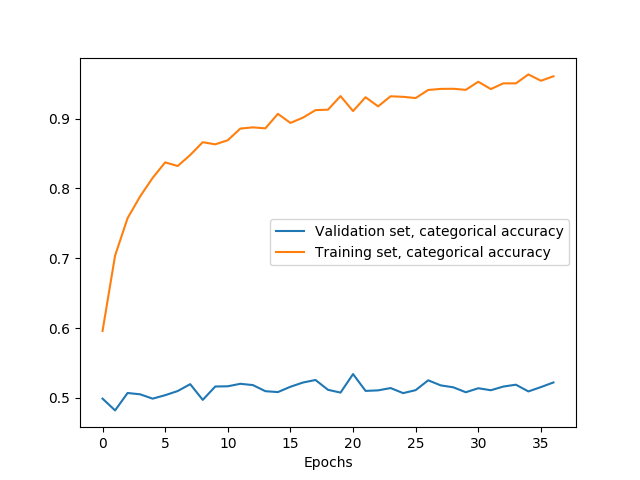 0.9
0.8
0.7
0.6
0.5
Validation set, categorical accuracy
Training set, categorical accuracy
0 5 10 15 20 25 30 35
Epochs